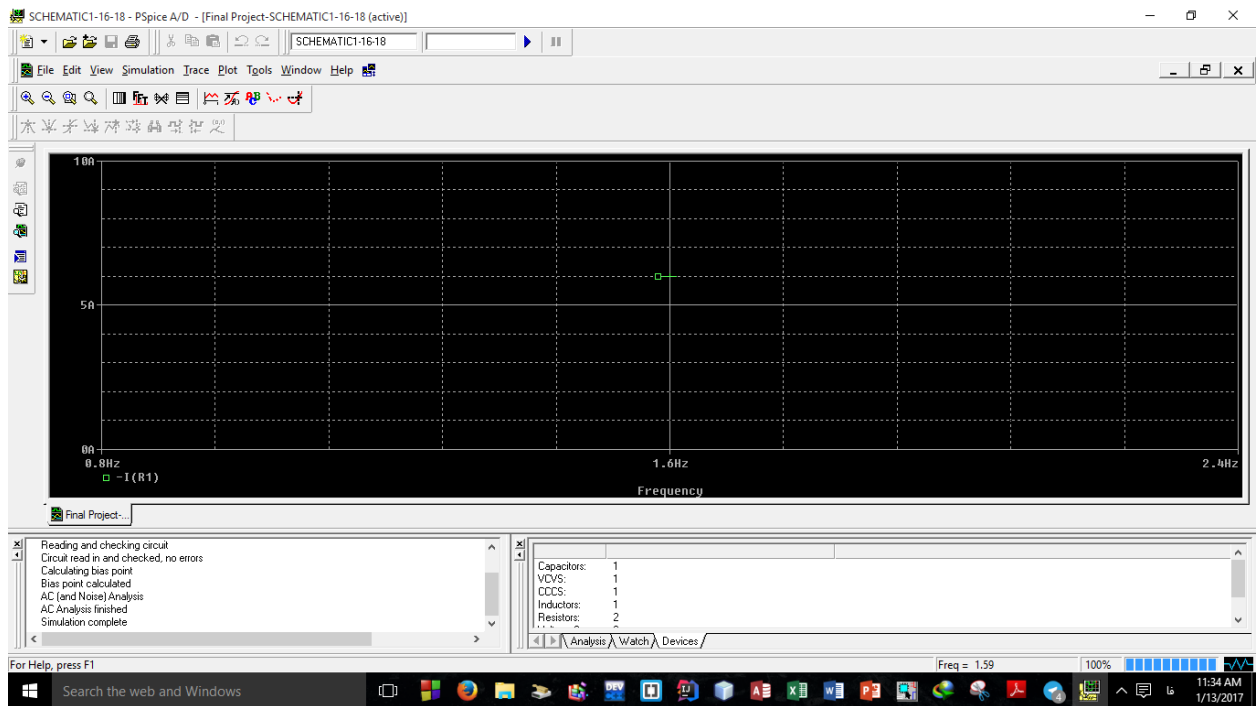 SCHEMATIC1-16-18 - PSpice A/D - [Final Project-SCHEMATIC1-16-18 (active)]
SCHEMATIC1-16-18
File Edit View Simulation Trace Plot Tools Window Help
10A
5A
0A
0.8Hz 1.6Hz 2.4Hz
-I(R1)
Frequency
Final Project-...
Reading and checking circuit
Circuit read in and checked, no errors
Calculating bias point
Bias point calculated
AC (and Noise) Analysis
AC Analysis finished
Simulation complete
Capacitors: 1
VCVS: 1
CCCS: 1
Inductors: 1
Resistors: 2
Analysis Watch Devices
For Help, press F1 Freq = 1.59 100%
Search the web and Windows
فا
11:34 AM
1/13/2017